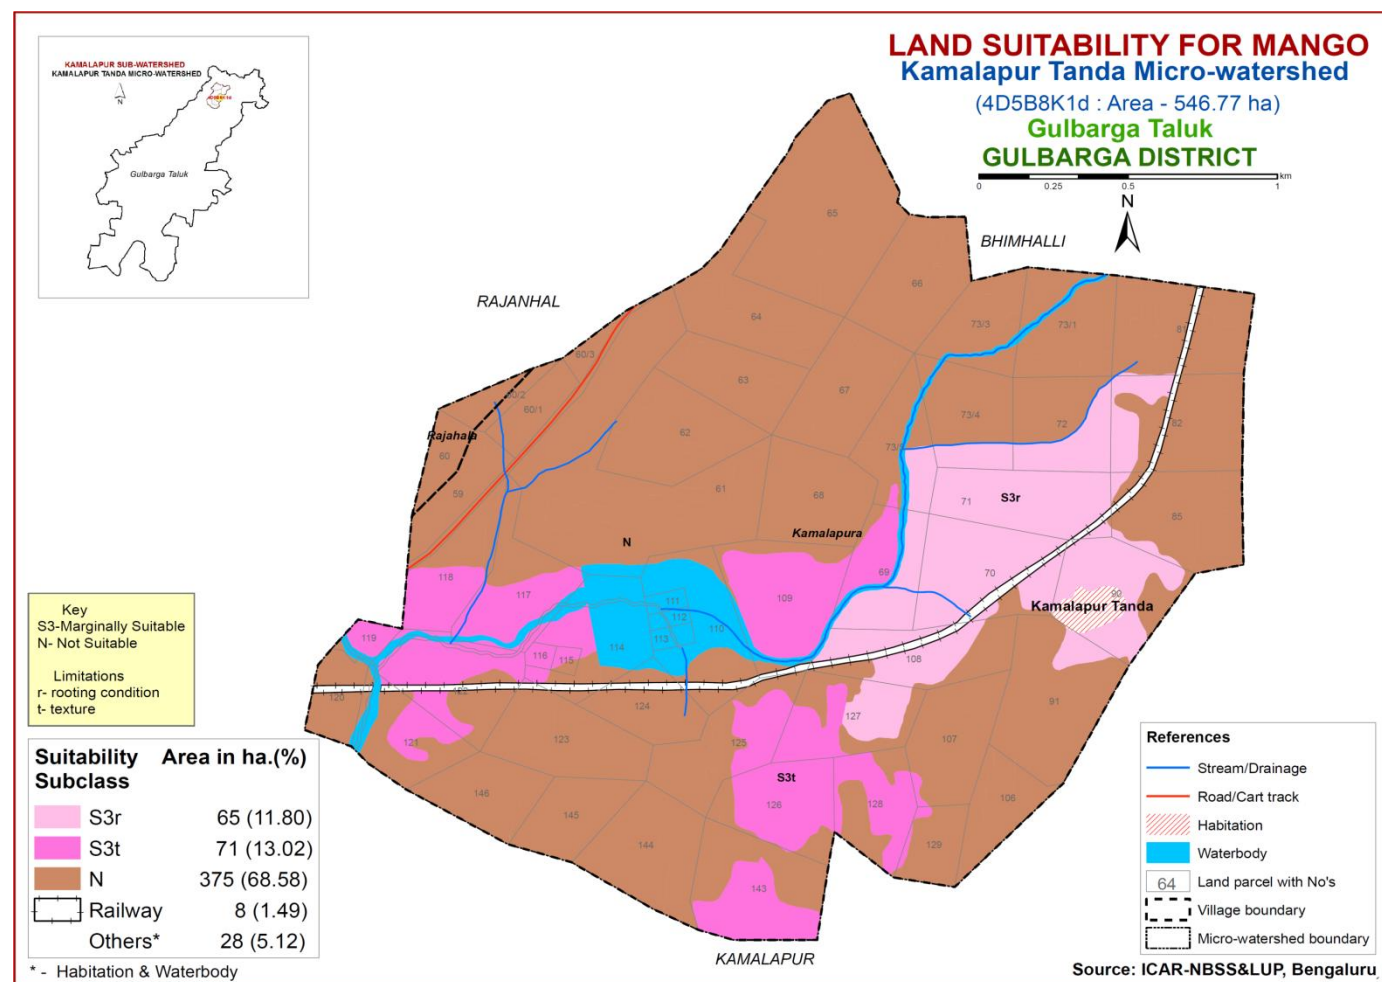 LAND SUITABILITY FOR MANGO
Kamalapur Tanda Micro-watershed
(4D5B8K1d : Area - 546.77 ha)
Gulbarga Taluk
GULBARGA DISTRICT
0 0.25 0.5 1 km
N
KAMALAPUR SUB-WATERSHED
KAMALAPUR TANDA MICRO-WATERSHED
N
Gulbarga Taluk
BHIMHALLI
RAJANHAL
65
66
64
73/3
73/1
81
60/3
63
67
60/2
60/1
73/4
72
82
Rajahala
62
73/5
60
59
61
68
71
S3r
85
Kamalapura
N
118
117
109
69
70
90
Kamalapur Tanda
111
112
110
119
113
114
116
115
108
120
122
124
127
91
121
123
125
107
S3t
146
126
128
106
145
144
129
143
KAMALAPUR
Key
S3-Marginally Suitable
N- Not Suitable
Limitations
r- rooting condition
t- texture
Suitability Subclass Area in ha.(%)
S3r 65 (11.80)
S3t 71 (13.02)
N 375 (68.58)
Railway 8 (1.49)
Others* 28 (5.12)
* - Habitation & Waterbody
References
Stream/Drainage
Road/Cart track
Habitation
Waterbody
64 Land parcel with No's
Village boundary
Micro-watershed boundary
Source: ICAR-NBSS&LUP, Bengaluru